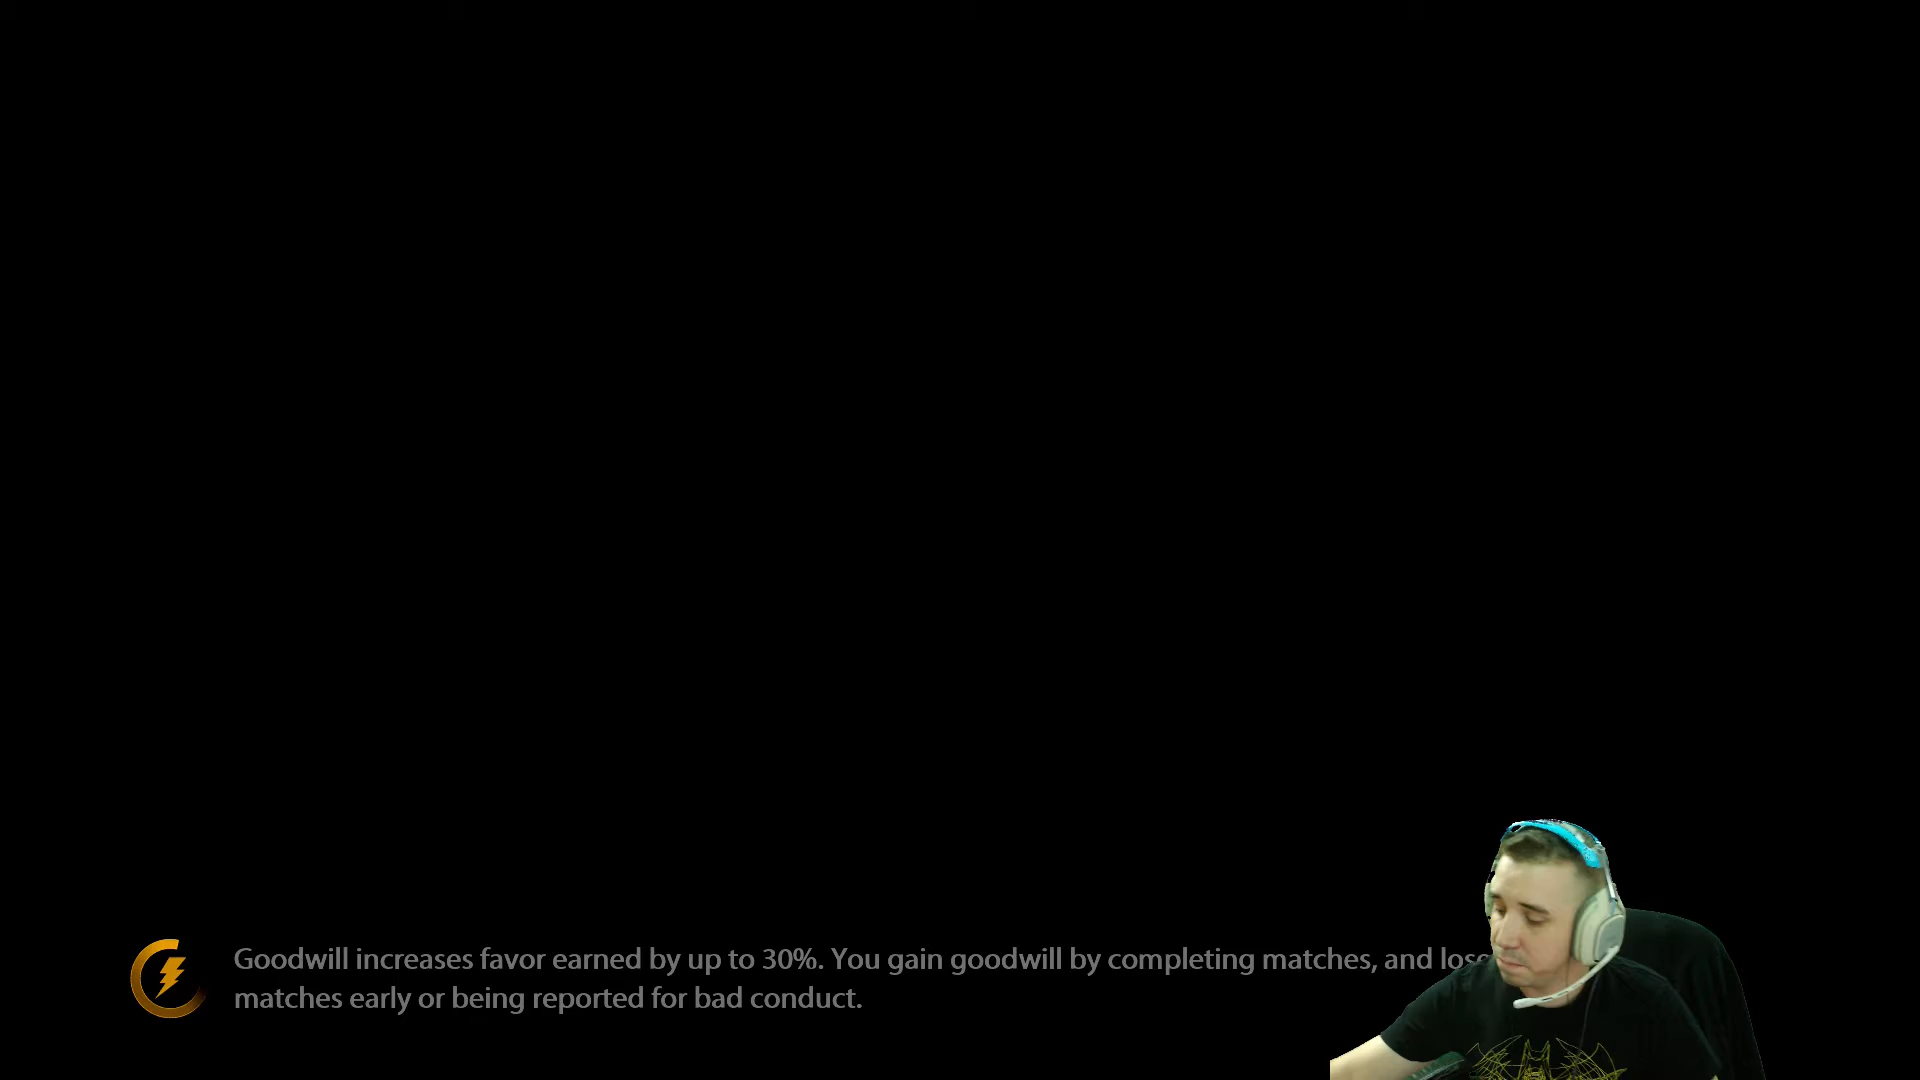 Goodwill increases favor earned by up to 30%. You gain goodwill by completing matches, and lose
matches early or being reported for bad conduct.